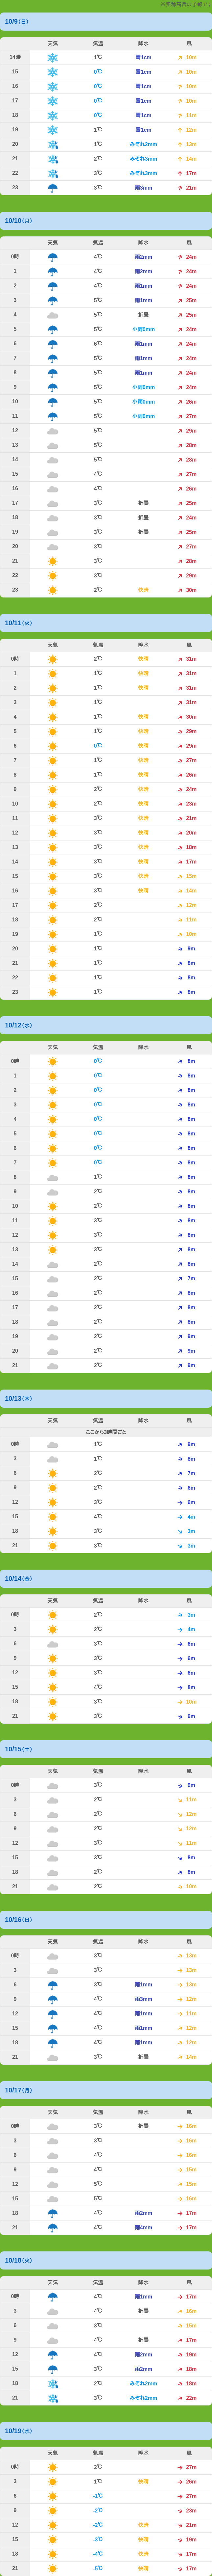 10/9(日)
天気 気温 降水 風
14時 1℃ 雪1cm 10m
15 0℃ 雪1cm 10m
16 0℃ 雪1cm 10m
17 0℃ 雪1cm 10m
18 0℃ 雪1cm 11m
19 1℃ 雪1cm 12m
20 1℃ みぞれ2mm 13m
21 2℃ みぞれ3mm 14m
22 3℃ みぞれ3mm 17m
23 3℃ 雨3mm 21m
10/10(月)
天気 気温 降水 風
0時 4℃ 雨2mm 24m
1 4℃ 雨2mm 24m
2 4℃ 雨1mm 24m
3 5℃ 雨1mm 25m
4 5℃ 折曇 25m
5 5℃ 小雨0mm 24m
6 6℃ 雨1mm 24m
7 5℃ 雨1mm 24m
8 5℃ 雨1mm 24m
9 5℃ 小雨0mm 24m
10 5℃ 小雨0mm 26m
11 5℃ 小雨0mm 27m
12 5℃ 29m
13 5℃ 28m
14 5℃ 28m
15 4℃ 27m
16 4℃ 26m
17 3℃ 折曇 25m
18 3℃ 折曇 24m
19 3℃ 折曇 25m
20 3℃ 27m
21 3℃ 28m
22 3℃ 29m
23 2℃ 快晴 30m
10/11(火)
天気 気温 降水 風
0時 2℃ 快晴 31m
1 1℃ 快晴 31m
2 1℃ 快晴 31m
3 1℃ 31m
4 1℃ 快晴 30m
5 1℃ 快晴 29m
6 0℃ 快晴 29m
7 1℃ 快晴 27m
8 1℃ 快晴 26m
9 2℃ 快晴 24m
10 2℃ 快晴 23m
11 3℃ 快晴 21m
12 3℃ 快晴 20m
13 3℃ 快晴 18m
14 3℃ 快晴 17m
15 3℃ 快晴 15m
16 3℃ 快晴 14m
17 2℃ 12m
18 2℃ 11m
19 1℃ 10m
20 1℃ 9m
21 1℃ 8m
22 1℃ 8m
23 1℃ 8m
10/12(水)
天気 気温 降水 風
0時 0℃ 8m
1 0℃ 8m
2 0℃ 8m
3 0℃ 8m
4 0℃ 8m
5 0℃ 8m
6 0℃ 8m
7 0℃ 8m
8 1℃ 8m
9 2℃ 8m
10 2℃ 8m
11 3℃ 8m
12 3℃ 8m
13 3℃ 8m
14 2℃ 8m
15 2℃ 7m
16 2℃ 8m
17 2℃ 8m
18 2℃ 8m
19 2℃ 9m
20 2℃ 9m
21 2℃ 9m
10/13(木)
天気 気温 降水 風
ここから3時間ごと
0時 1℃ 9m
3 1℃ 8m
6 2℃ 7m
9 2℃ 6m
12 3℃ 6m
15 4℃ 4m
18 3℃ 3m
21 3℃ 3m
10/14(金)
天気 気温 降水 風
0時 2℃ 3m
3 2℃ 4m
6 3℃ 6m
9 3℃ 6m
12 3℃ 6m
15 4℃ 8m
18 3℃ 10m
21 3℃ 9m
10/15(土)
天気 気温 降水 風
0時 3℃ 9m
3 2℃ 11m
6 2℃ 12m
9 2℃ 12m
12 3℃ 11m
15 3℃ 8m
18 2℃ 8m
21 2℃ 10m
10/16(日)
天気 気温 降水 風
0時 3℃ 13m
3 3℃ 13m
6 3℃ 雨1mm 13m
9 4℃ 雨3mm 12m
12 4℃ 雨1mm 11m
15 4℃ 雨1mm 12m
18 4℃ 雨1mm 12m
21 3℃ 折曇 14m
10/17(月)
天気 気温 降水 風
0時 3℃ 折曇 16m
3 3℃ 16m
6 4℃ 16m
9 4℃ 15m
12 5℃ 15m
15 5℃ 16m
18 4℃ 雨2mm 17m
21 4℃ 雨4mm 17m
10/18(火)
天気 気温 降水 風
0時 4℃ 雨1mm 17m
3 4℃ 折曇 16m
6 3℃ 15m
9 4℃ 折曇 17m
12 4℃ 雨2mm 19m
15 3℃ 雨2mm 18m
18 2℃ みぞれ2mm 18m
21 3℃ みぞれ2mm 22m
10/19(水)
天気 気温 降水 風
0時 2℃ 27m
3 1℃ 快晴 26m
6 -1℃ 27m
9 -2℃ 23m
12 -2℃ 快晴 21m
15 -3℃ 快晴 19m
18 -4℃ 快晴 17m
21 -5℃ 快晴 17m